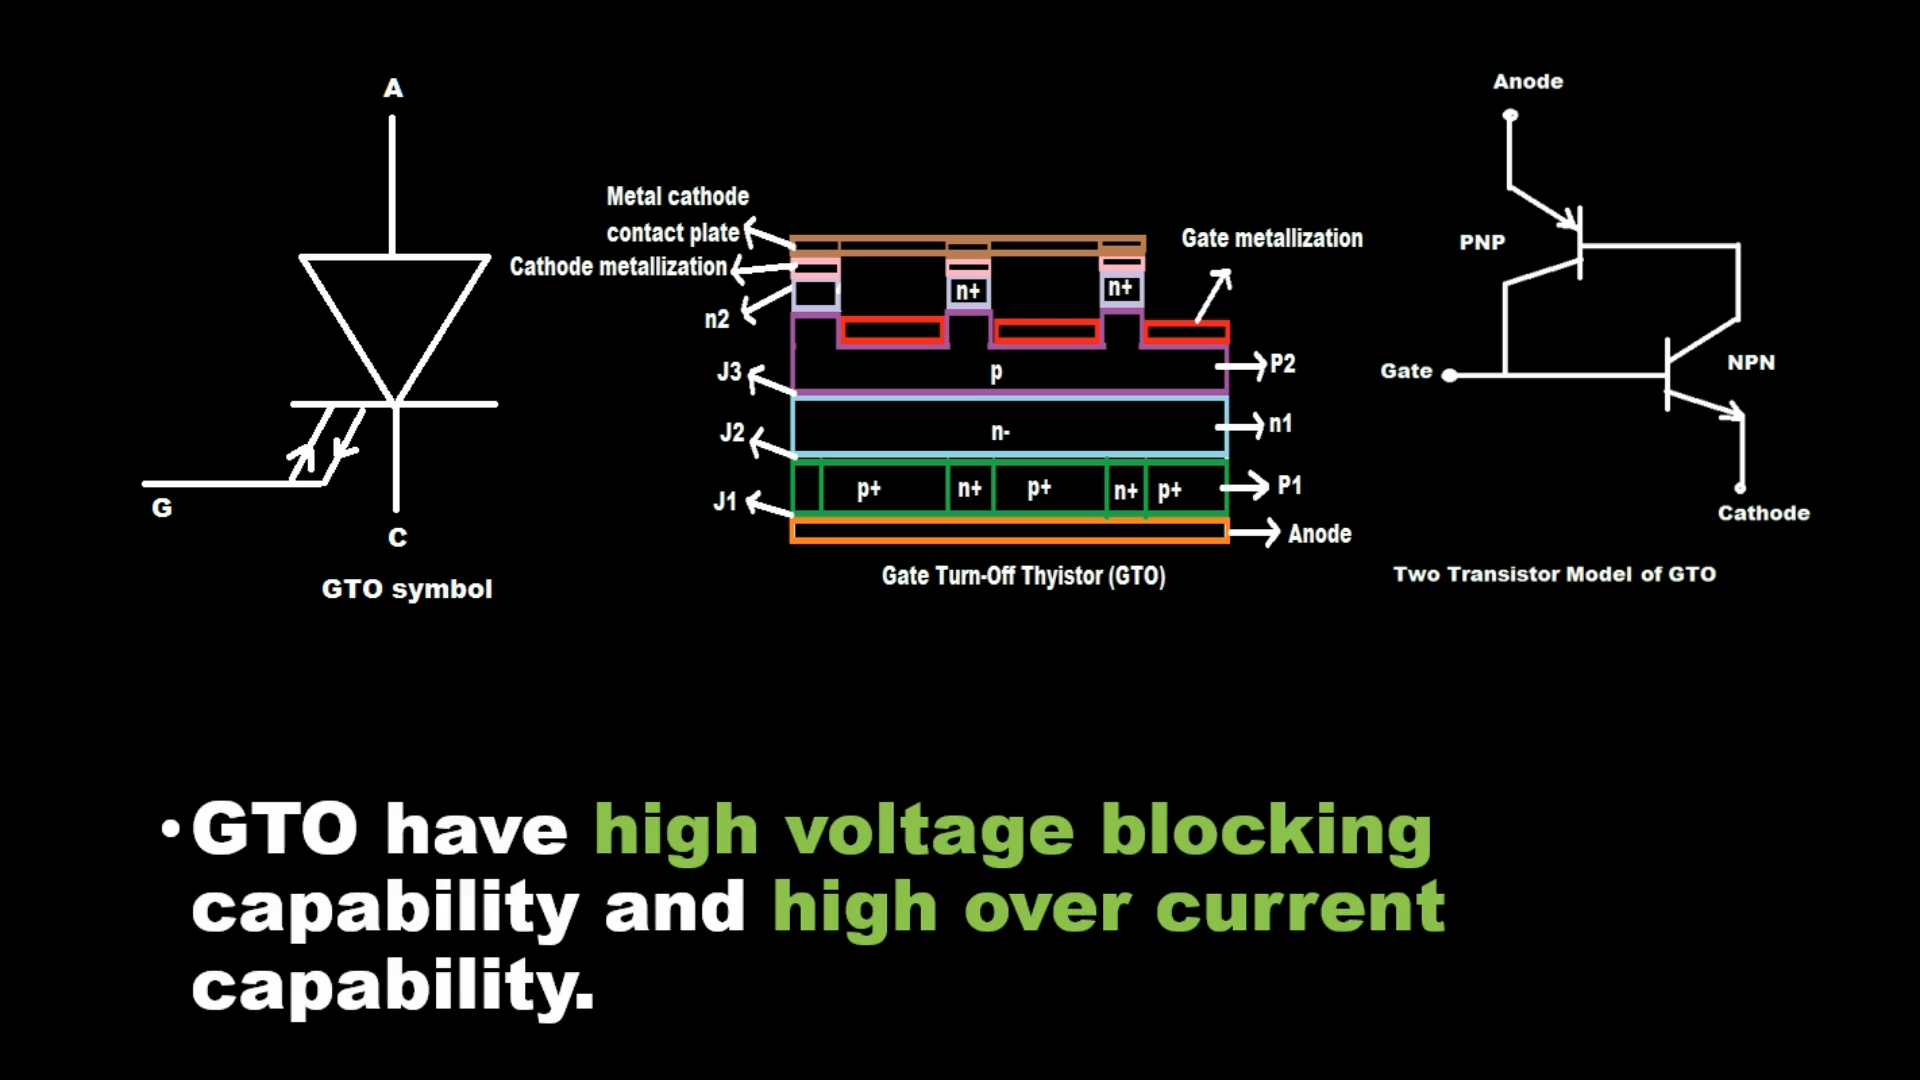 A
G
C
GTO symbol
Metal cathode
contact plate
Cathode metallization
n2
J3
J2
J1
n+
n+
Gate metallization
p
n-
p+
n+
p+
n+
p+
P2
n1
P1
Anode
Gate Turn-Off Thyistor (GTO)
Anode
PNP
Gate
NPN
Cathode
Two Transistor Model of GTO
•GTO have high voltage blocking
capability and high over current
capability.